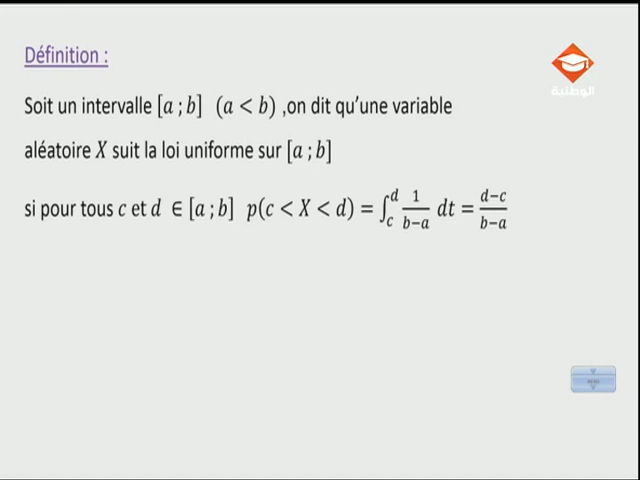 Définition :
الوطنية
Soit un intervalle [a ; b] (a < b) ,on dit qu’une variable
aléatoire X suit la loi uniforme sur [a ; b]
si pour tous c et d ∈ [a ; b] p(c < X < d) = ∫_c^d 1/(b−a) dt = (d−c)/(b−a)
MENU